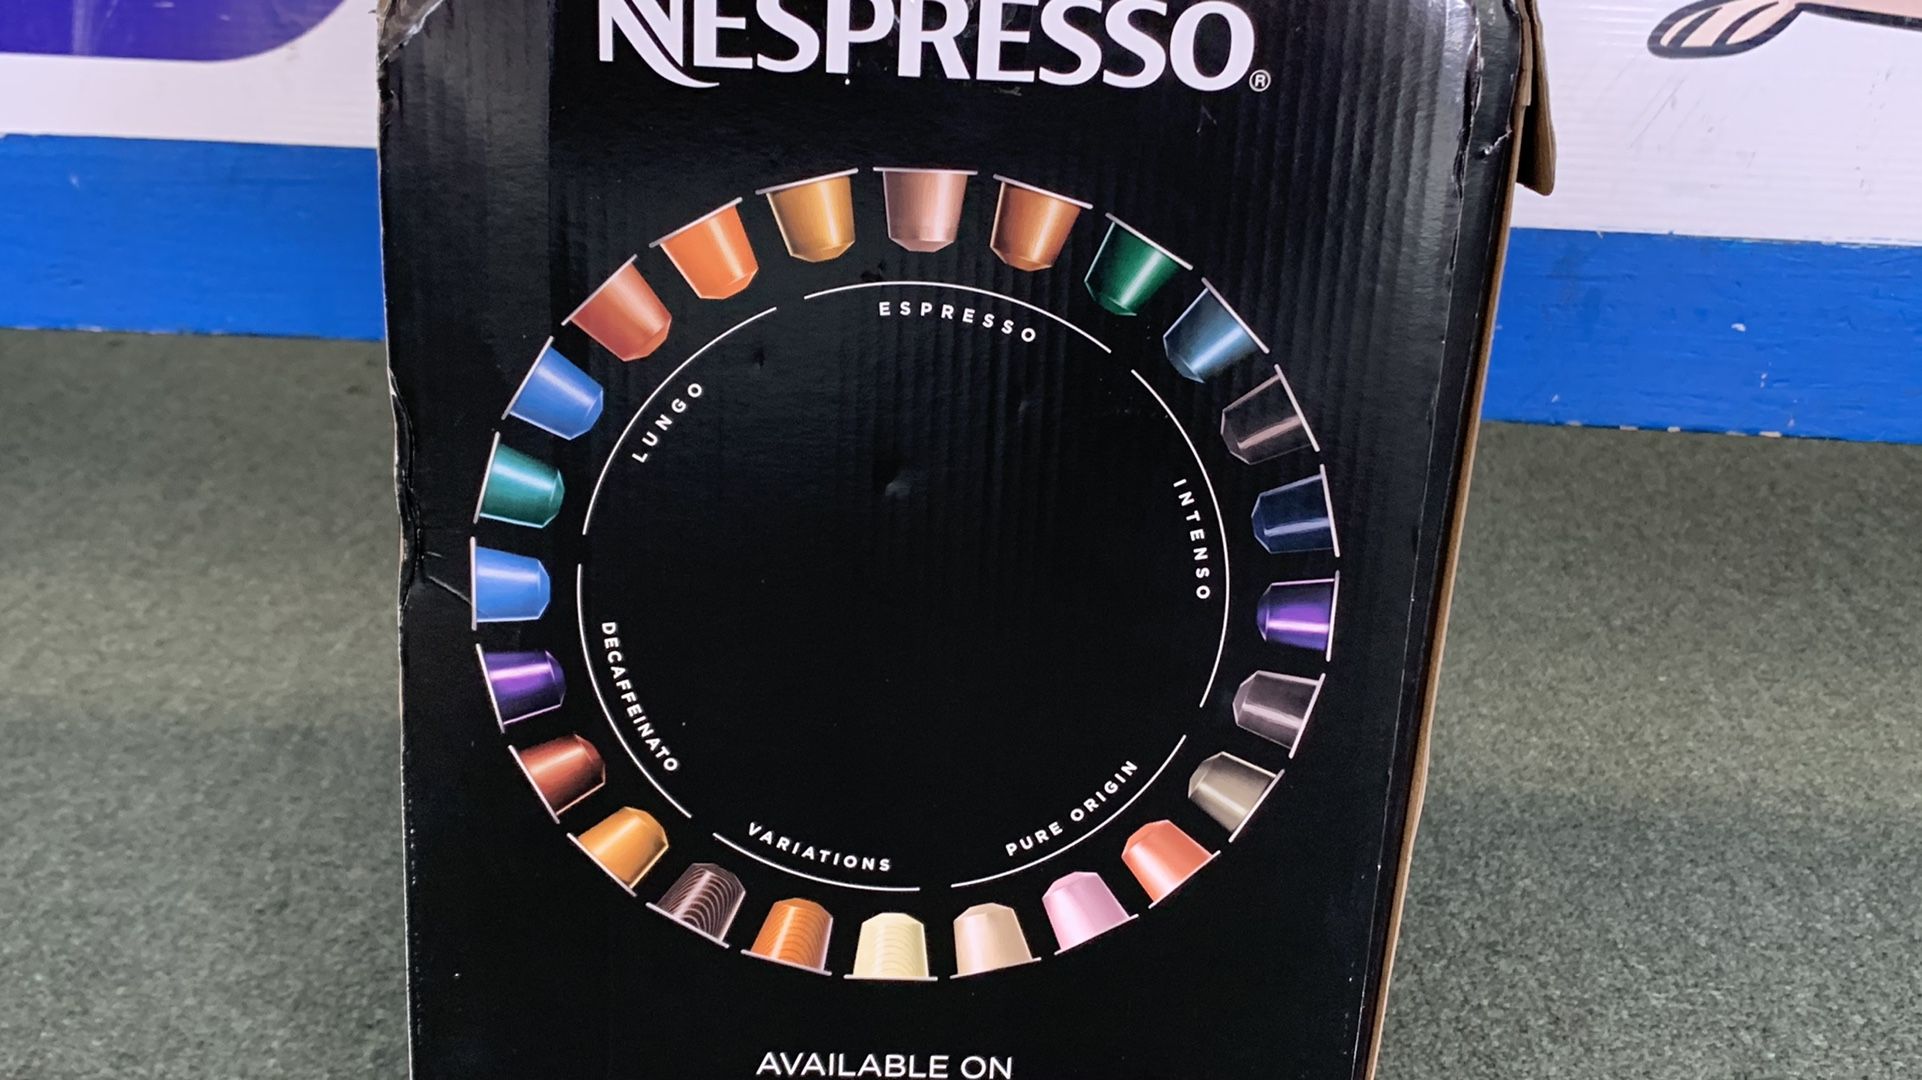 NESPRESSO®
ESPRESSO
LUNGO
INTENSO
DECAFFEINATO
VARIATIONS
PURE ORIGIN
AVAILABLE ON